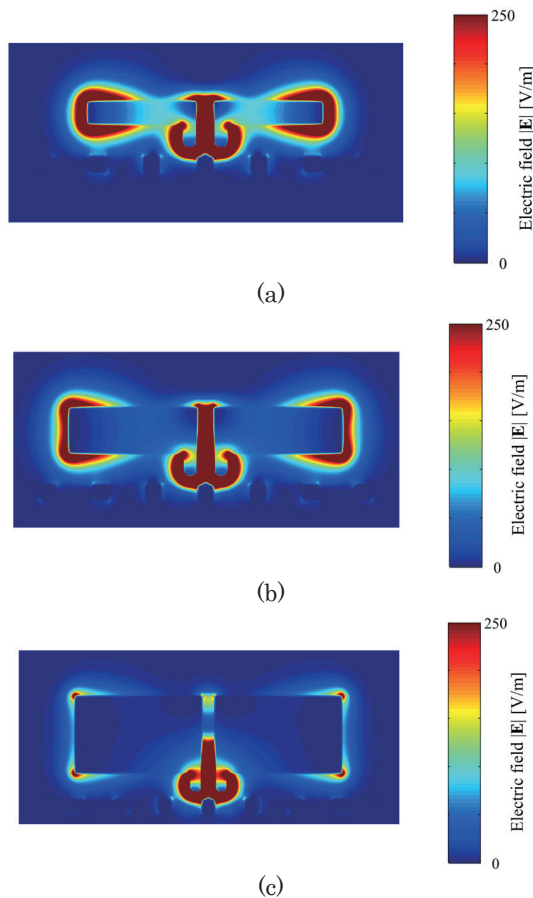 250
Electric field |E| [V/m]
0
(a)
250
Electric field |E| [V/m]
0
(b)
250
Electric field |E| [V/m]
0
(c)